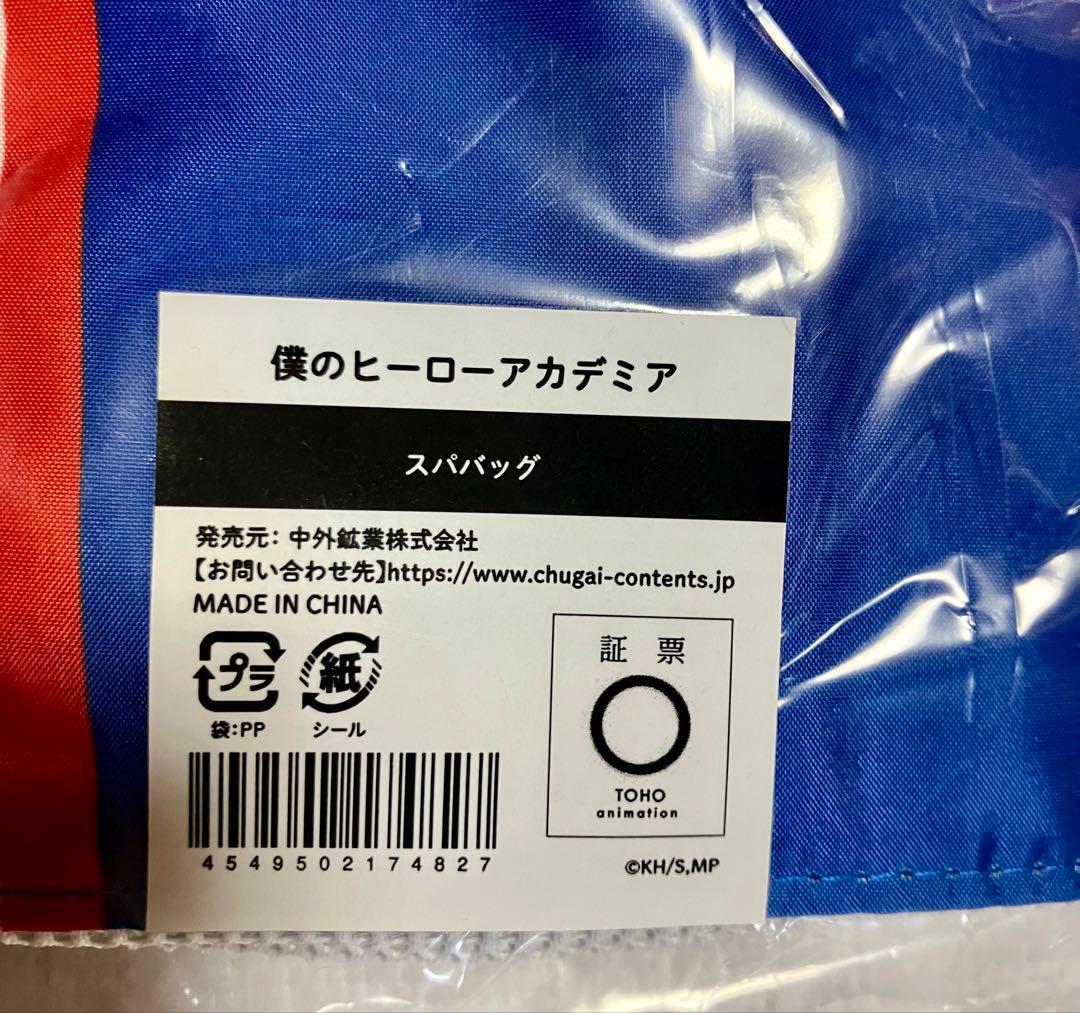 僕のヒーローアカデミア
スパバッグ
発売元: 中外鉱業株式会社
【お問い合わせ先】https://www.chugai-contents.jp
MADE IN CHINA
プラ
紙
袋:PP
シール
4549502174827
証 票
TOHO
animation
©KH/S,MP